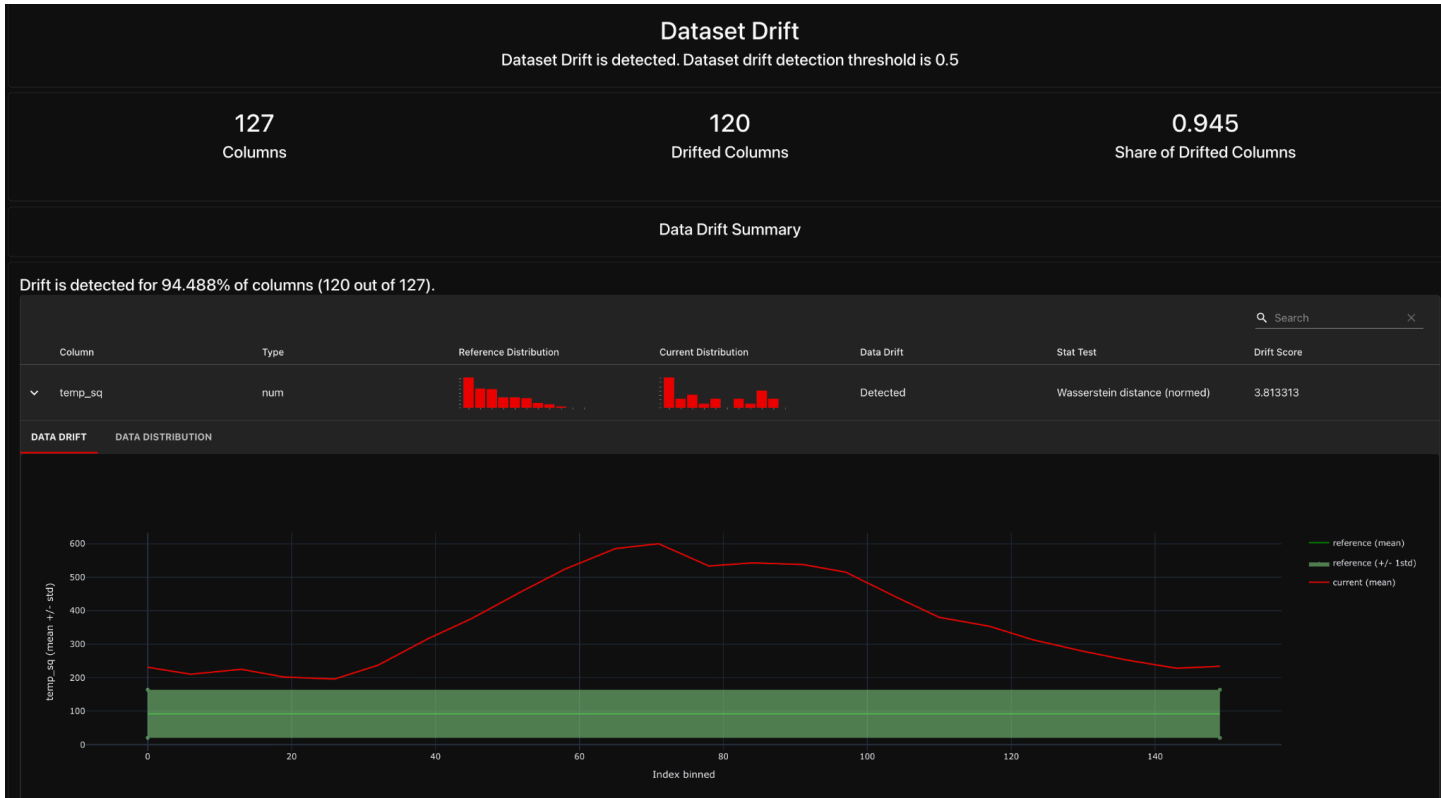 Dataset Drift
Dataset Drift is detected. Dataset drift detection threshold is 0.5
127
Columns
120
Drifted Columns
0.945
Share of Drifted Columns
Data Drift Summary
Drift is detected for 94.488% of columns (120 out of 127).
Search
Column Type Reference Distribution Current Distribution Data Drift Stat Test Drift Score
temp_sq num Detected Wasserstein distance (normed) 3.813313
DATA DRIFT DATA DISTRIBUTION
temp_sq (mean +/- std)
600
500
400
300
200
100
0
0 20 40 60 80 100 120 140
Index binned
reference (mean)
reference (+/- 1std)
current (mean)